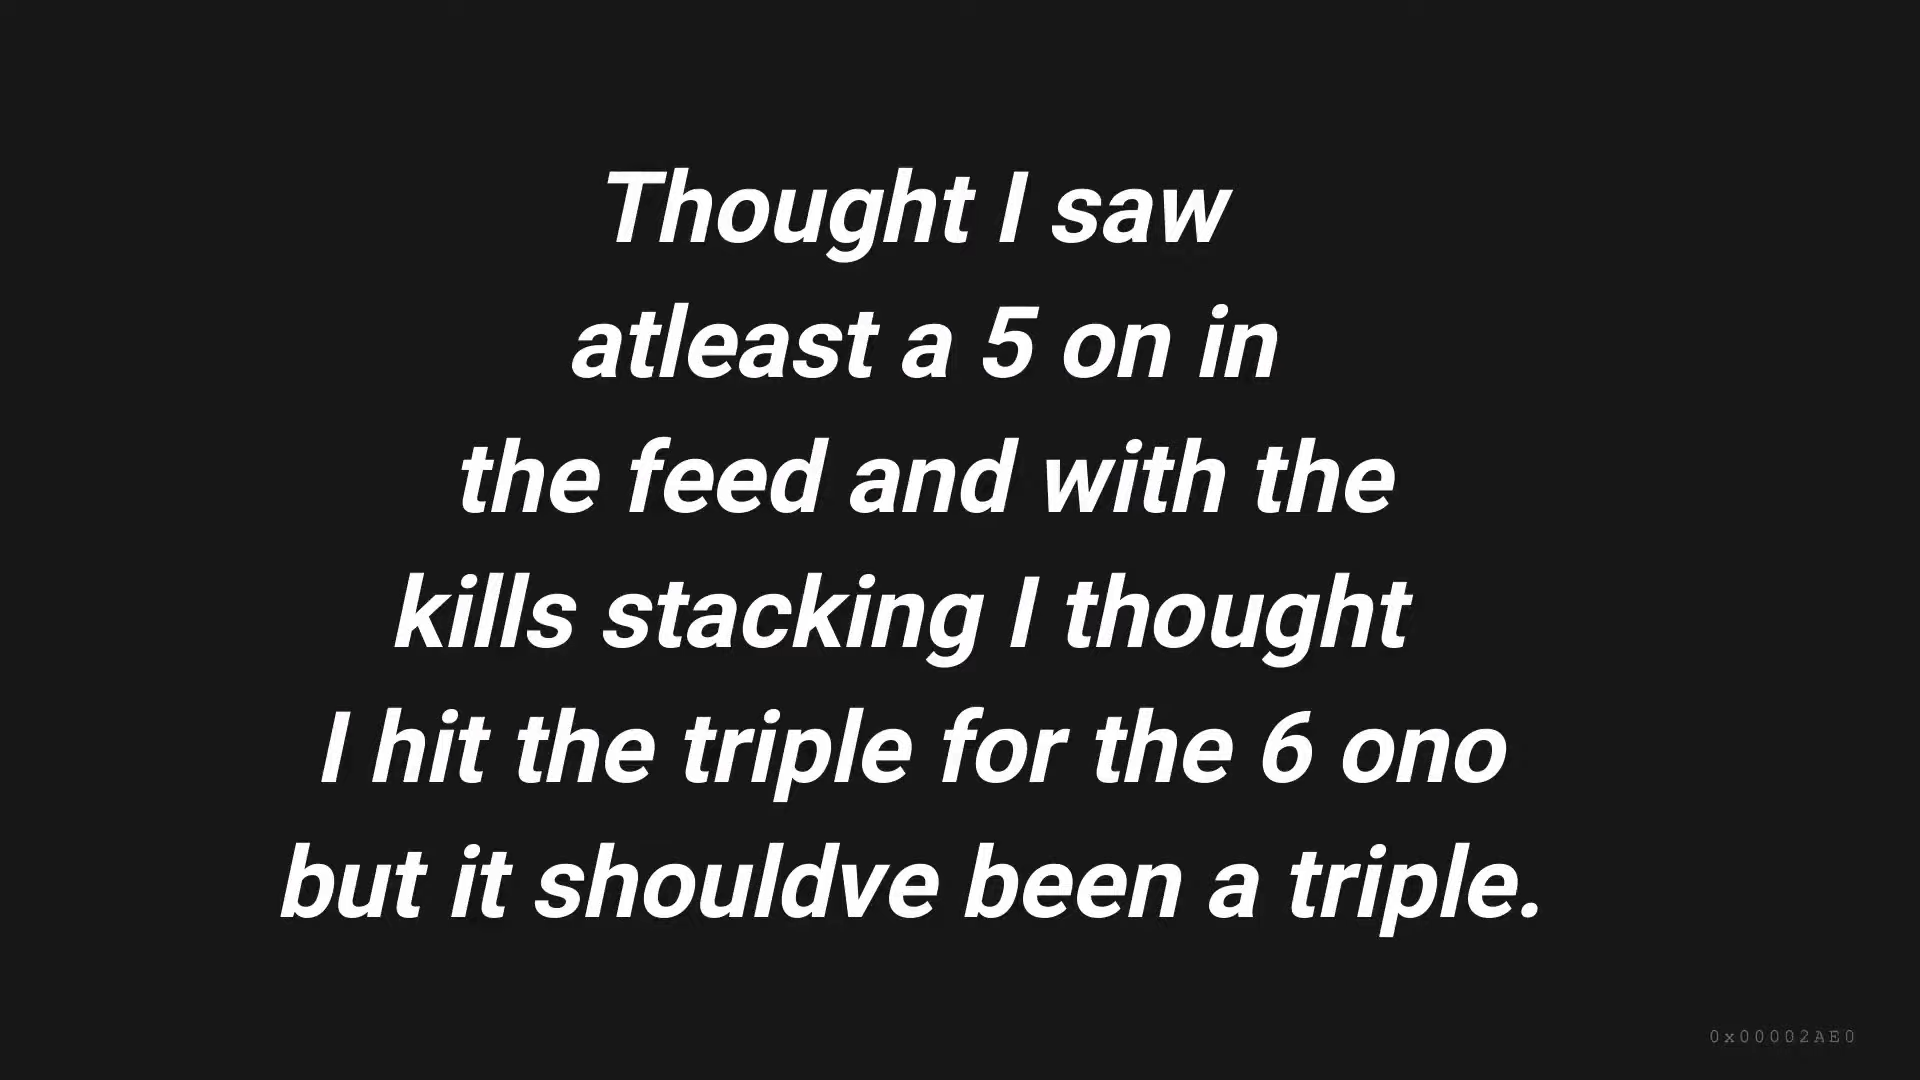 Thought I saw
atleast a 5 on in
the feed and with the
kills stacking I thought
I hit the triple for the 6 ono
but it shouldve been a triple.
0x00002AE0